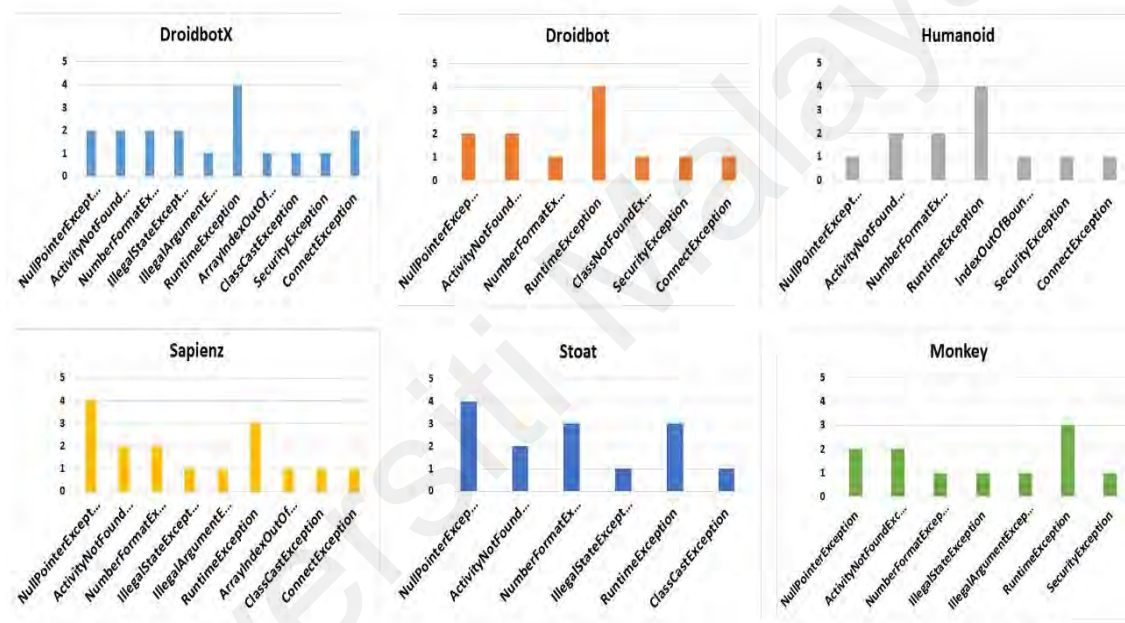 DroidbotX
5
4
3
2
1
0
NullPointerExcept...
ActivityNotFound...
NumberFormatEx...
IllegalStateExcept...
IllegalArgumentE...
RuntimeException
ArrayIndexOutOf...
ClassCastException
SecurityException
ConnectException
Droidbot
5
4
3
2
1
0
NullPointerExcep...
ActivityNotFound...
NumberFormatEx...
RuntimeException
ClassNotFoundEx...
SecurityException
ConnectException
Humanoid
5
4
3
2
1
0
NullPointerExcept...
ActivityNotFound...
NumberFormatEx...
RuntimeException
IndexOutOfBoun...
SecurityException
ConnectException
Sapienz
5
4
3
2
1
0
NullPointerExcept...
ActivityNotFound...
NumberFormatEx...
IllegalStateExcept...
IllegalArgumentE...
RuntimeException
ArrayIndexOutOf...
ClassCastException
ConnectException
Stoat
5
4
3
2
1
0
NullPointerExcep...
ActivityNotFound...
NumberFormatEx...
IllegalStateExcept...
RuntimeException
ClassCastException
Monkey
5
4
3
2
1
0
NullPointerException
ActivityNotFoundExc...
NumberFormatExcep...
IllegalStateException
IllegalArgumentExcep...
RuntimeException
SecurityException
versiti Malaya